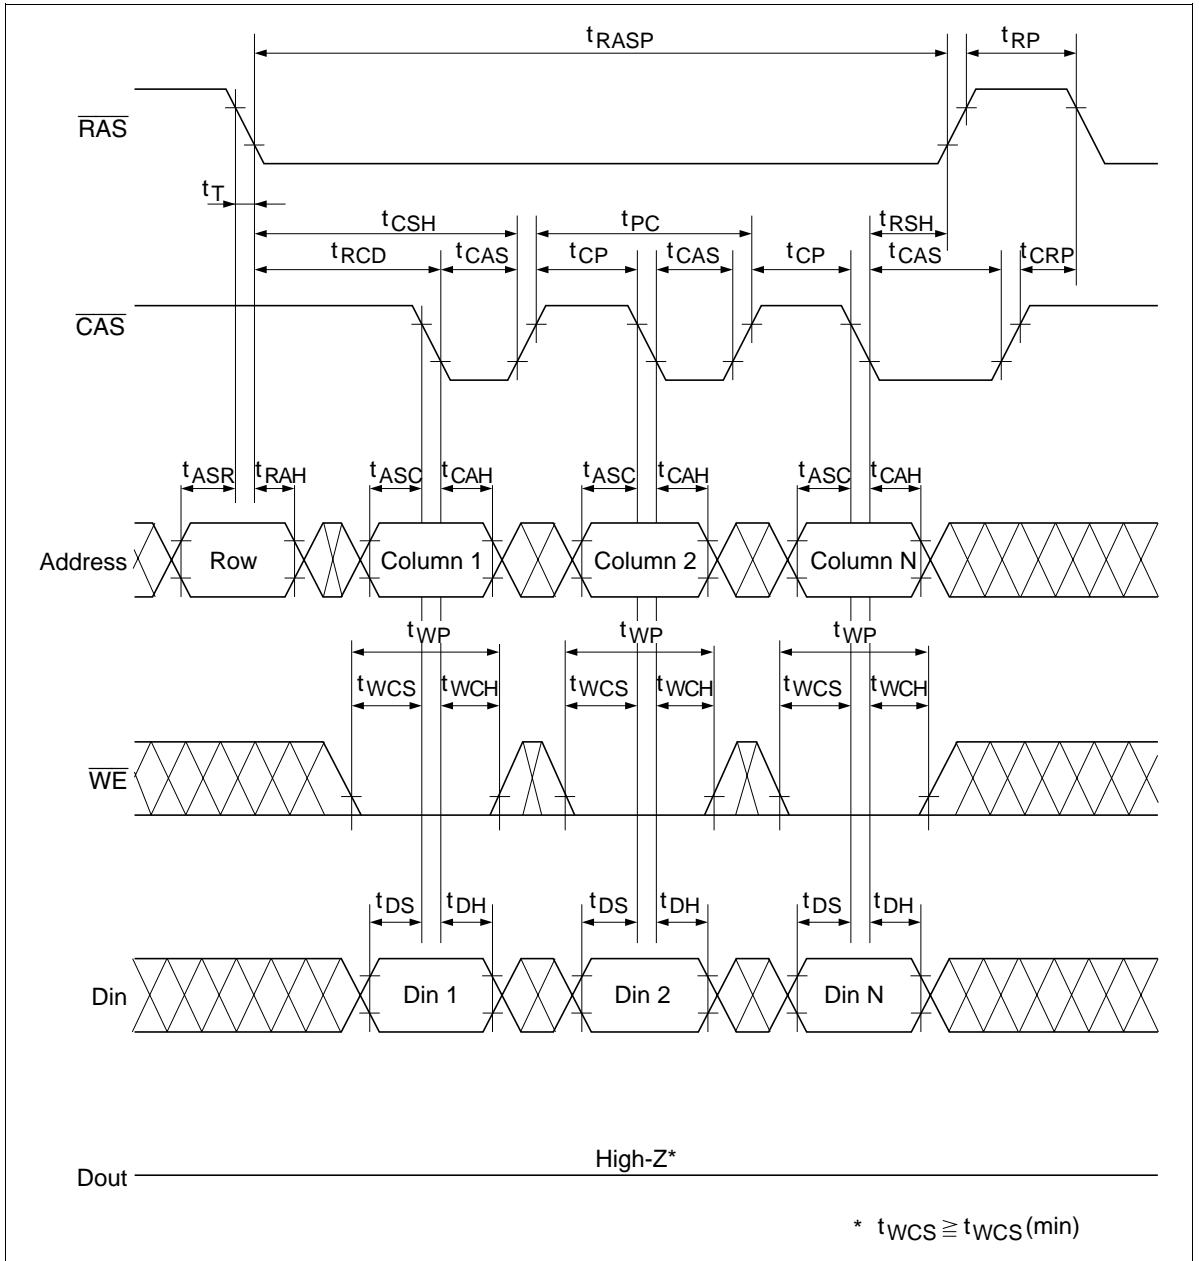 tRASP tRP
RAS
tT
tCSH tPC tRSH
tRCD tCAS tCP tCAS tCP tCAS tCRP
CAS
tASR tRAH tASC tCAH tASC tCAH tASC tCAH
Address Row Column 1 Column 2 Column N
tWP tWP tWP
tWCS tWCH tWCS tWCH tWCS tWCH
WE
tDS tDH tDS tDH tDS tDH
Din Din 1 Din 2 Din N
High-Z*
Dout
* tWCS ≧ tWCS(min)